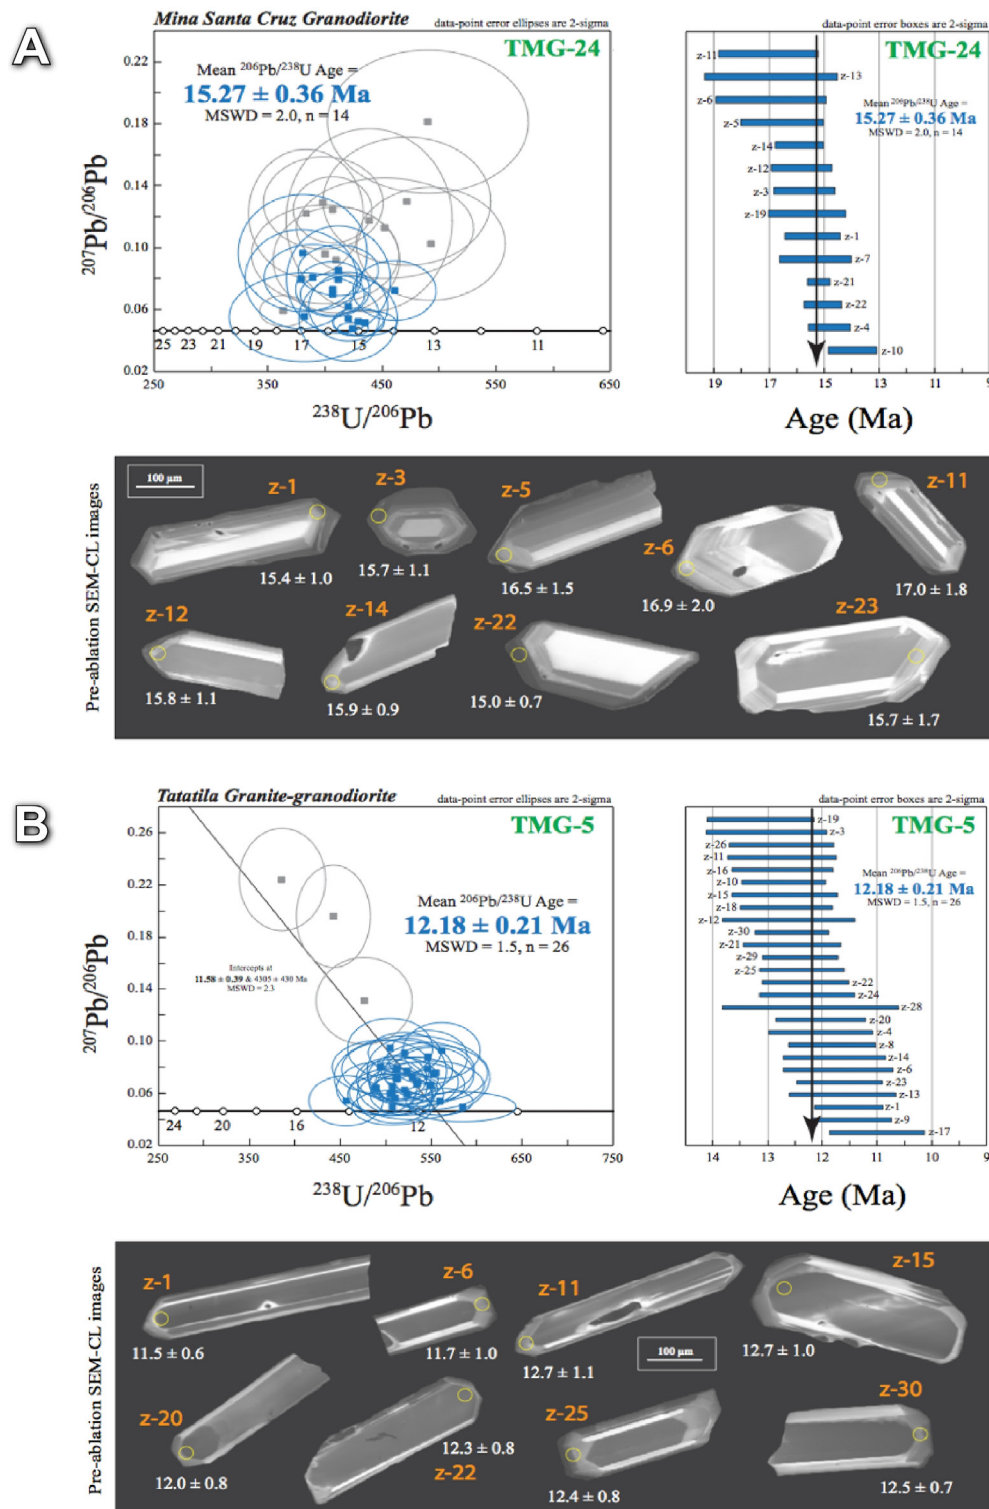 A
Mina Santa Cruz Granodiorite
data-point error ellipses are 2-sigma
TMG-24
Mean 206Pb/238U Age =
15.27 ± 0.36 Ma
MSWD = 2.0, n = 14
0.22
0.18
0.14
0.10
0.06
0.02
207Pb/206Pb
25 23 21 19 17 15 13 11
250 350 450 550 650
238U/206Pb
data-point error boxes are 2-sigma
TMG-24
z-11
z-13
z-6
Mean 206Pb/238U Age =
15.27 ± 0.36 Ma
MSWD = 2.0, n = 14
z-5
z-14
z-12
z-3
z-19
z-1
z-7
z-21
z-22
z-4
z-10
19 17 15 13 11 9
Age (Ma)
Pre-ablation SEM-CL images
100 µm
z-1
15.4 ± 1.0
z-3
15.7 ± 1.1
z-5
16.5 ± 1.5
z-6
16.9 ± 2.0
z-11
17.0 ± 1.8
z-12
15.8 ± 1.1
z-14
15.9 ± 0.9
z-22
15.0 ± 0.7
z-23
15.7 ± 1.7
B
Tatatila Granite-granodiorite
data-point error ellipses are 2-sigma
TMG-5
Mean 206Pb/238U Age =
12.18 ± 0.21 Ma
MSWD = 1.5, n = 26
Intercepts at
11.58 ± 0.39 & 4305 ± 430 Ma
MSWD = 2.3
0.26
0.22
0.18
0.14
0.10
0.06
0.02
207Pb/206Pb
24 20 16 12
250 350 450 550 650 750
238U/206Pb
data-point error boxes are 2-sigma
TMG-5
z-19
z-3
z-26
z-11
z-16
z-10
z-15
z-18
z-12
z-30
z-21
z-29
z-25
z-22
z-24
z-28
z-20
z-4
z-8
z-14
z-6
z-23
z-13
z-1
z-9
z-17
Mean 206Pb/238U Age =
12.18 ± 0.21 Ma
MSWD = 1.5, n = 26
14 13 12 11 10 9
Age (Ma)
Pre-ablation SEM-CL images
z-1
11.5 ± 0.6
z-6
11.7 ± 1.0
z-11
12.7 ± 1.1
100 µm
z-15
12.7 ± 1.0
z-20
12.0 ± 0.8
12.3 ± 0.8
z-22
z-25
12.4 ± 0.8
z-30
12.5 ± 0.7